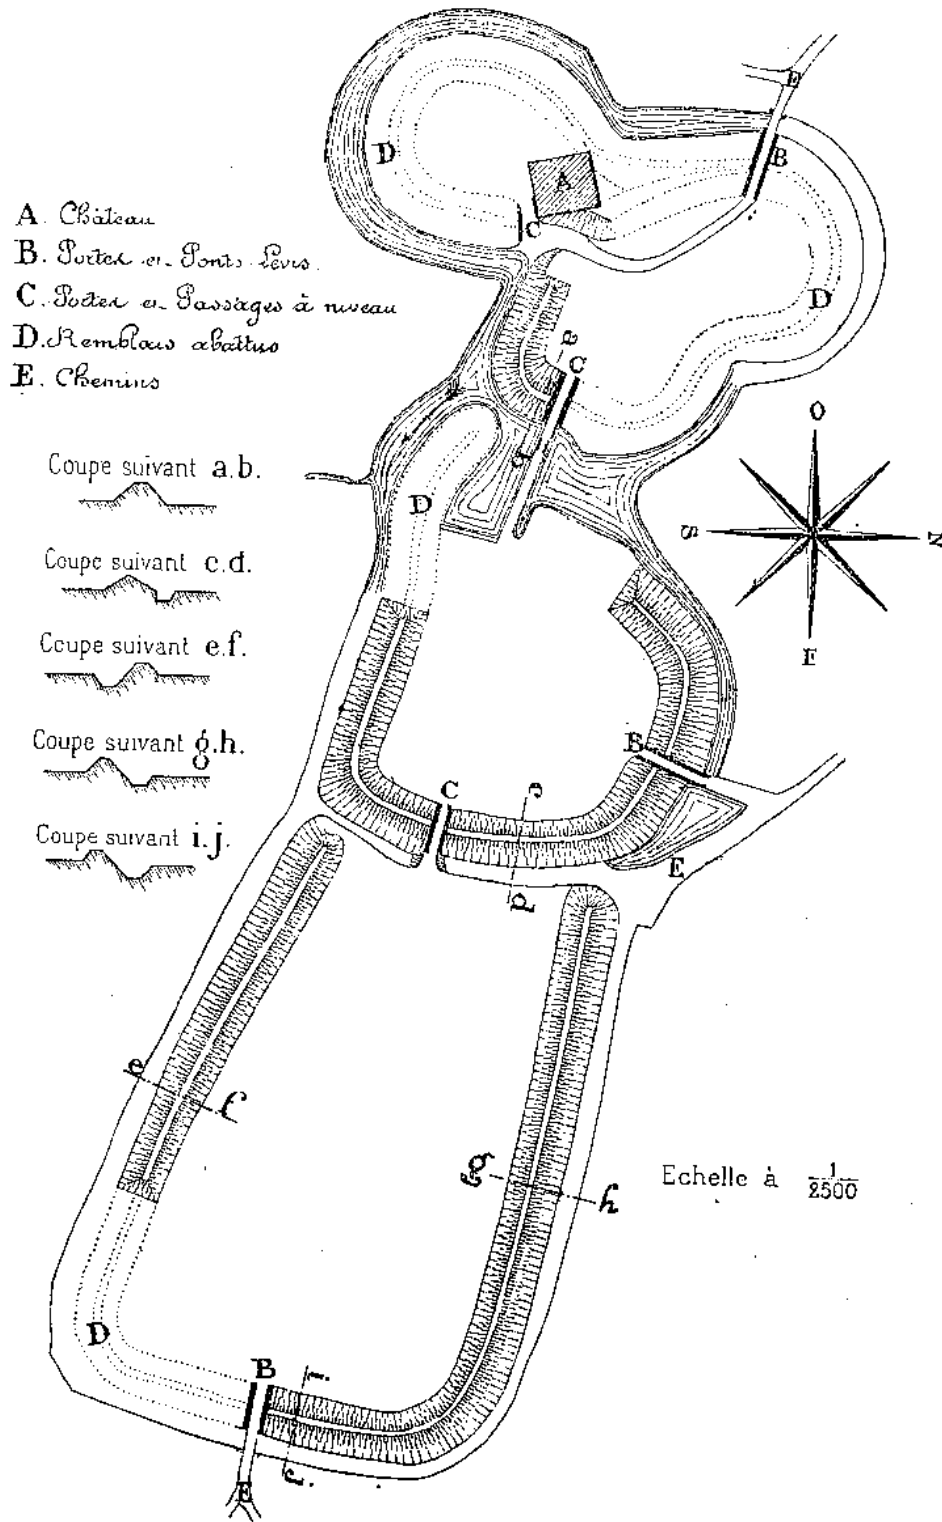 A. Château
B. Portes et Ponts Levis.
C. Portes et Passages à niveau
D. Remblais abattus
E. Chemins
Coupe suivant a.b.
Coupe suivant c.d.
Coupe suivant e.f.
Coupe suivant g.h.
Coupe suivant i.j.
Echelle à 1/2500
O
S
N
E
E
B
D
A
C
D
a
C
b
D
B
C
c
d
E
e
f
g
h
D
B
i
j
E